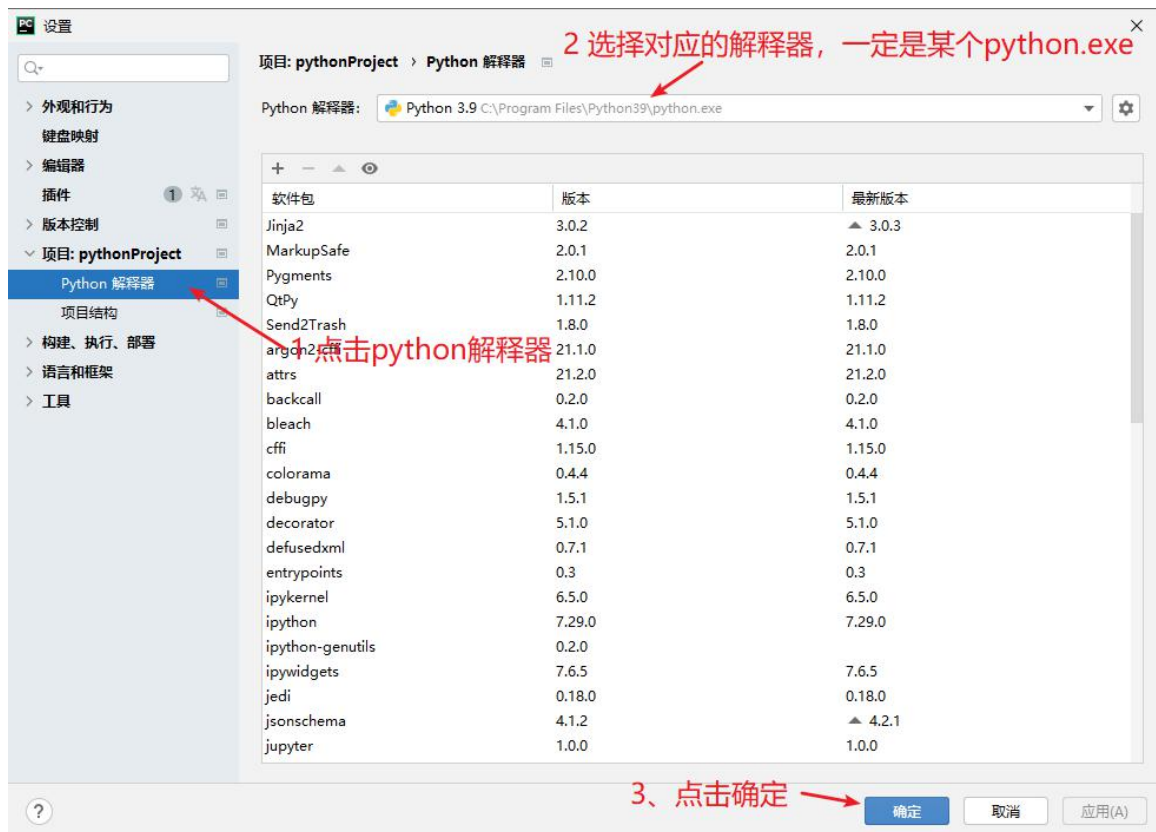 PC 设置
2 选择对应的解释器，一定是某个python.exe
项目: pythonProject › Python 解释器
Python 解释器: Python 3.9 C:\Program Files\Python39\python.exe
外观和行为
键盘映射
编辑器
插件 1
版本控制
项目: pythonProject
Python 解释器
项目结构
构建、执行、部署
语言和框架
工具
1 点击python解释器
软件包 版本 最新版本
Jinja2 3.0.2 3.0.3
MarkupSafe 2.0.1 2.0.1
Pygments 2.10.0 2.10.0
QtPy 1.11.2 1.11.2
Send2Trash 1.8.0 1.8.0
argon2-cffi 21.1.0 21.1.0
attrs 21.2.0 21.2.0
backcall 0.2.0 0.2.0
bleach 4.1.0 4.1.0
cffi 1.15.0 1.15.0
colorama 0.4.4 0.4.4
debugpy 1.5.1 1.5.1
decorator 5.1.0 5.1.0
defusedxml 0.7.1 0.7.1
entrypoints 0.3 0.3
ipykernel 6.5.0 6.5.0
ipython 7.29.0 7.29.0
ipython-genutils 0.2.0
ipywidgets 7.6.5 7.6.5
jedi 0.18.0 0.18.0
jsonschema 4.1.2 4.2.1
jupyter 1.0.0 1.0.0
3、点击确定
? 确定 取消 应用(A)